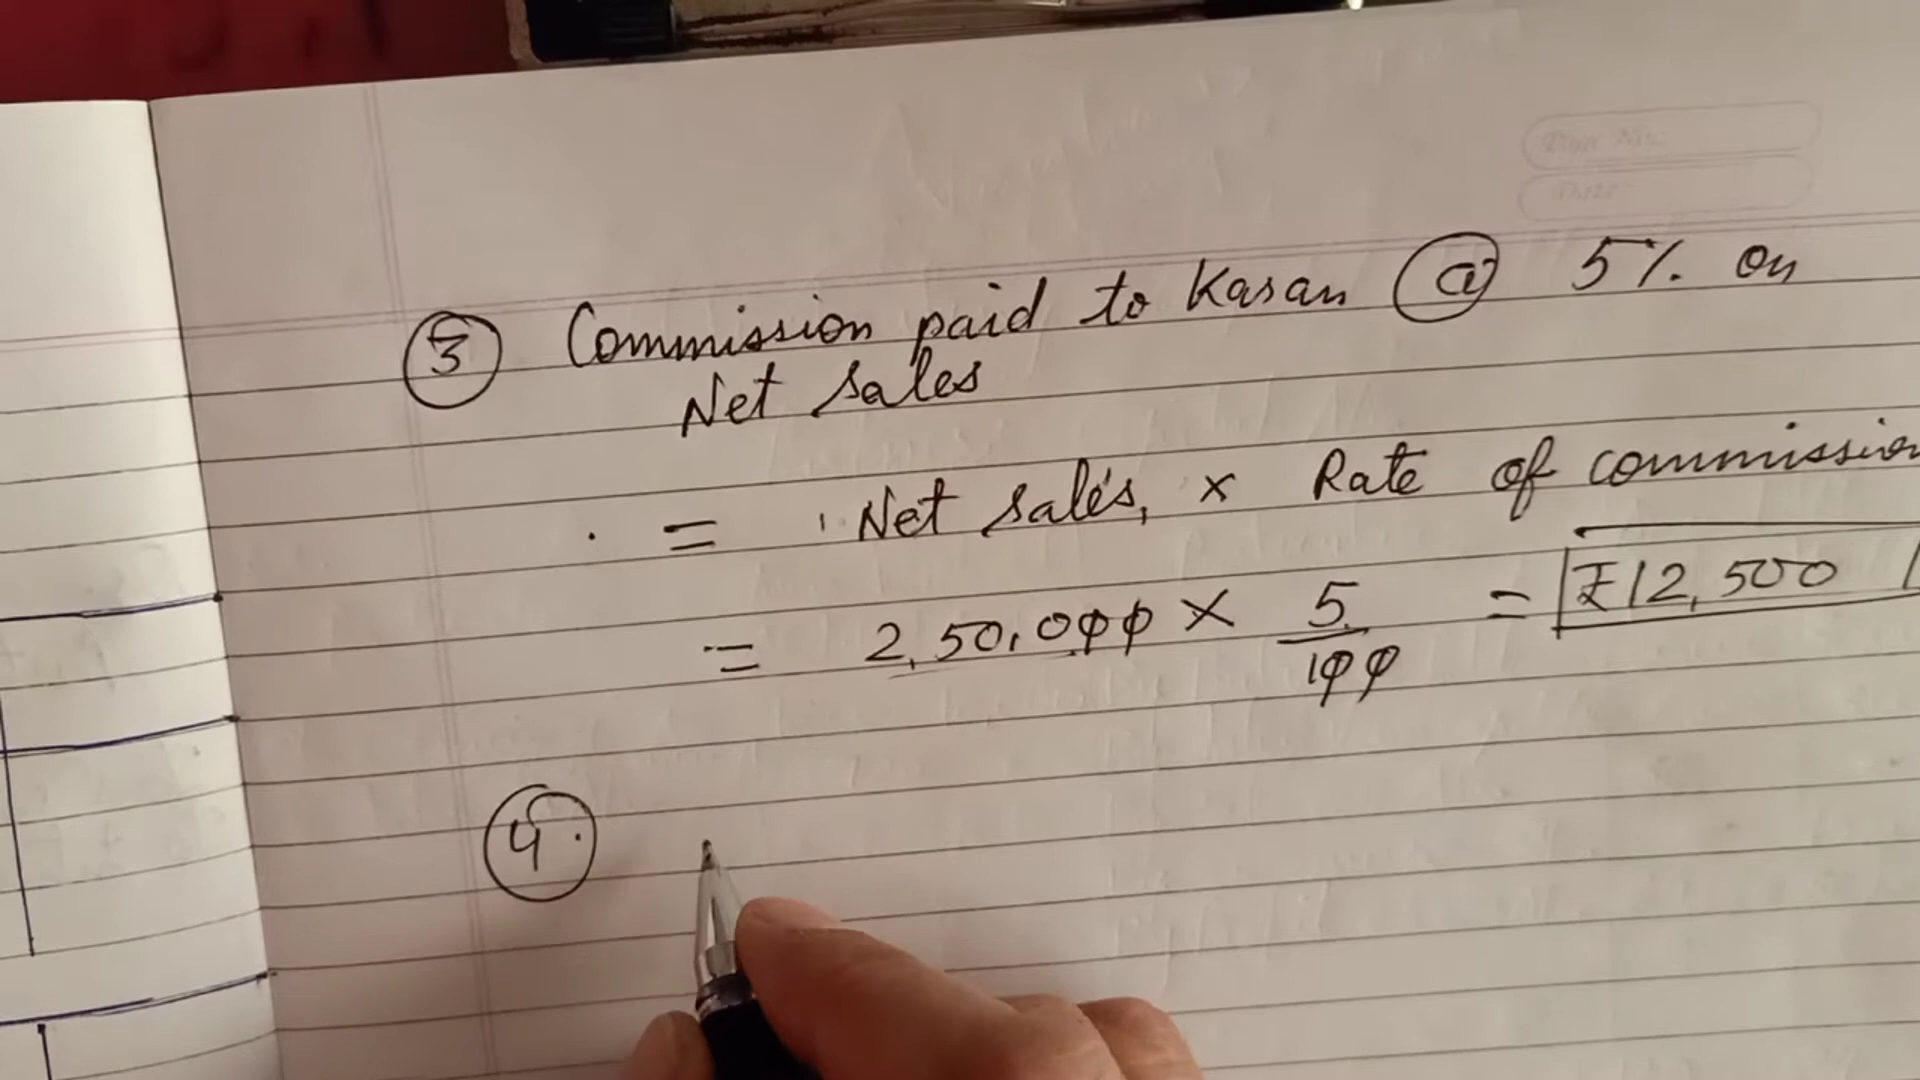 ③ Commission paid to Kasan @ 5% on
Net sales
= Net sales, × Rate of commission
= 2,50,000 × 5/100 = ₹12,500
④